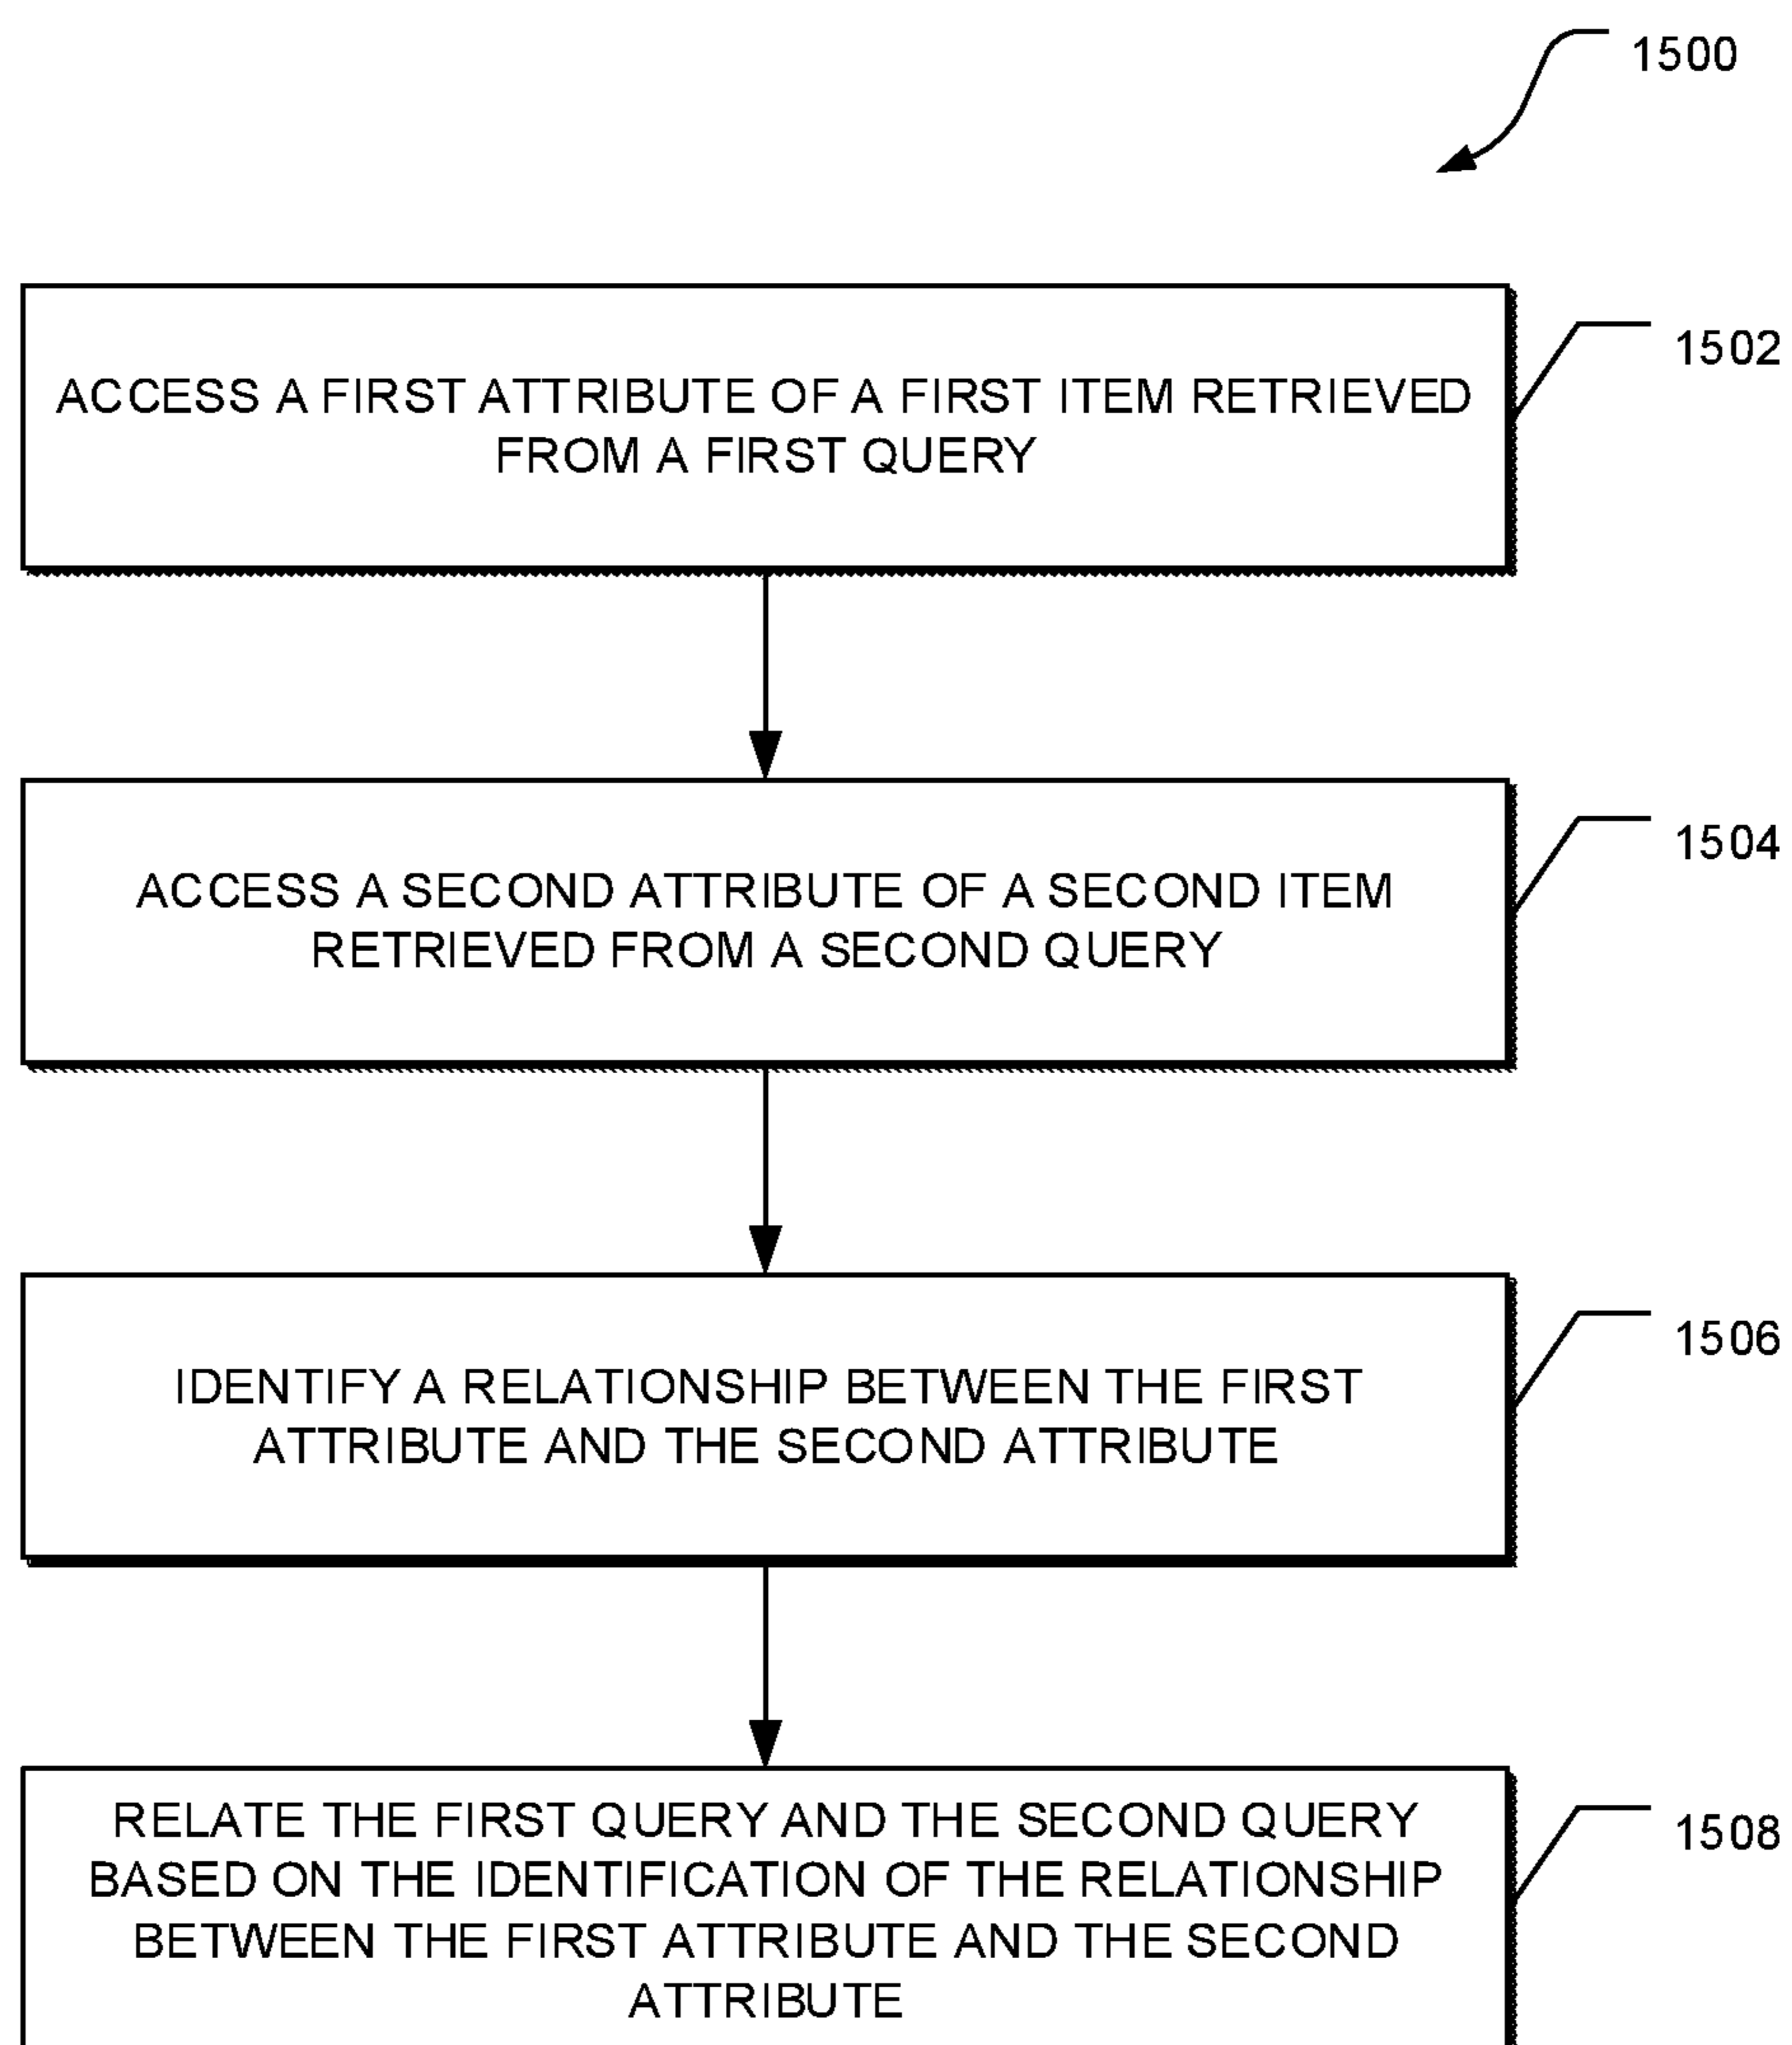 1500
1502
ACCESS A FIRST ATTRIBUTE OF A FIRST ITEM RETRIEVED
FROM A FIRST QUERY
1504
ACCESS A SECOND ATTRIBUTE OF A SECOND ITEM
RETRIEVED FROM A SECOND QUERY
1506
IDENTIFY A RELATIONSHIP BETWEEN THE FIRST
ATTRIBUTE AND THE SECOND ATTRIBUTE
1508
RELATE THE FIRST QUERY AND THE SECOND QUERY
BASED ON THE IDENTIFICATION OF THE RELATIONSHIP
BETWEEN THE FIRST ATTRIBUTE AND THE SECOND
ATTRIBUTE